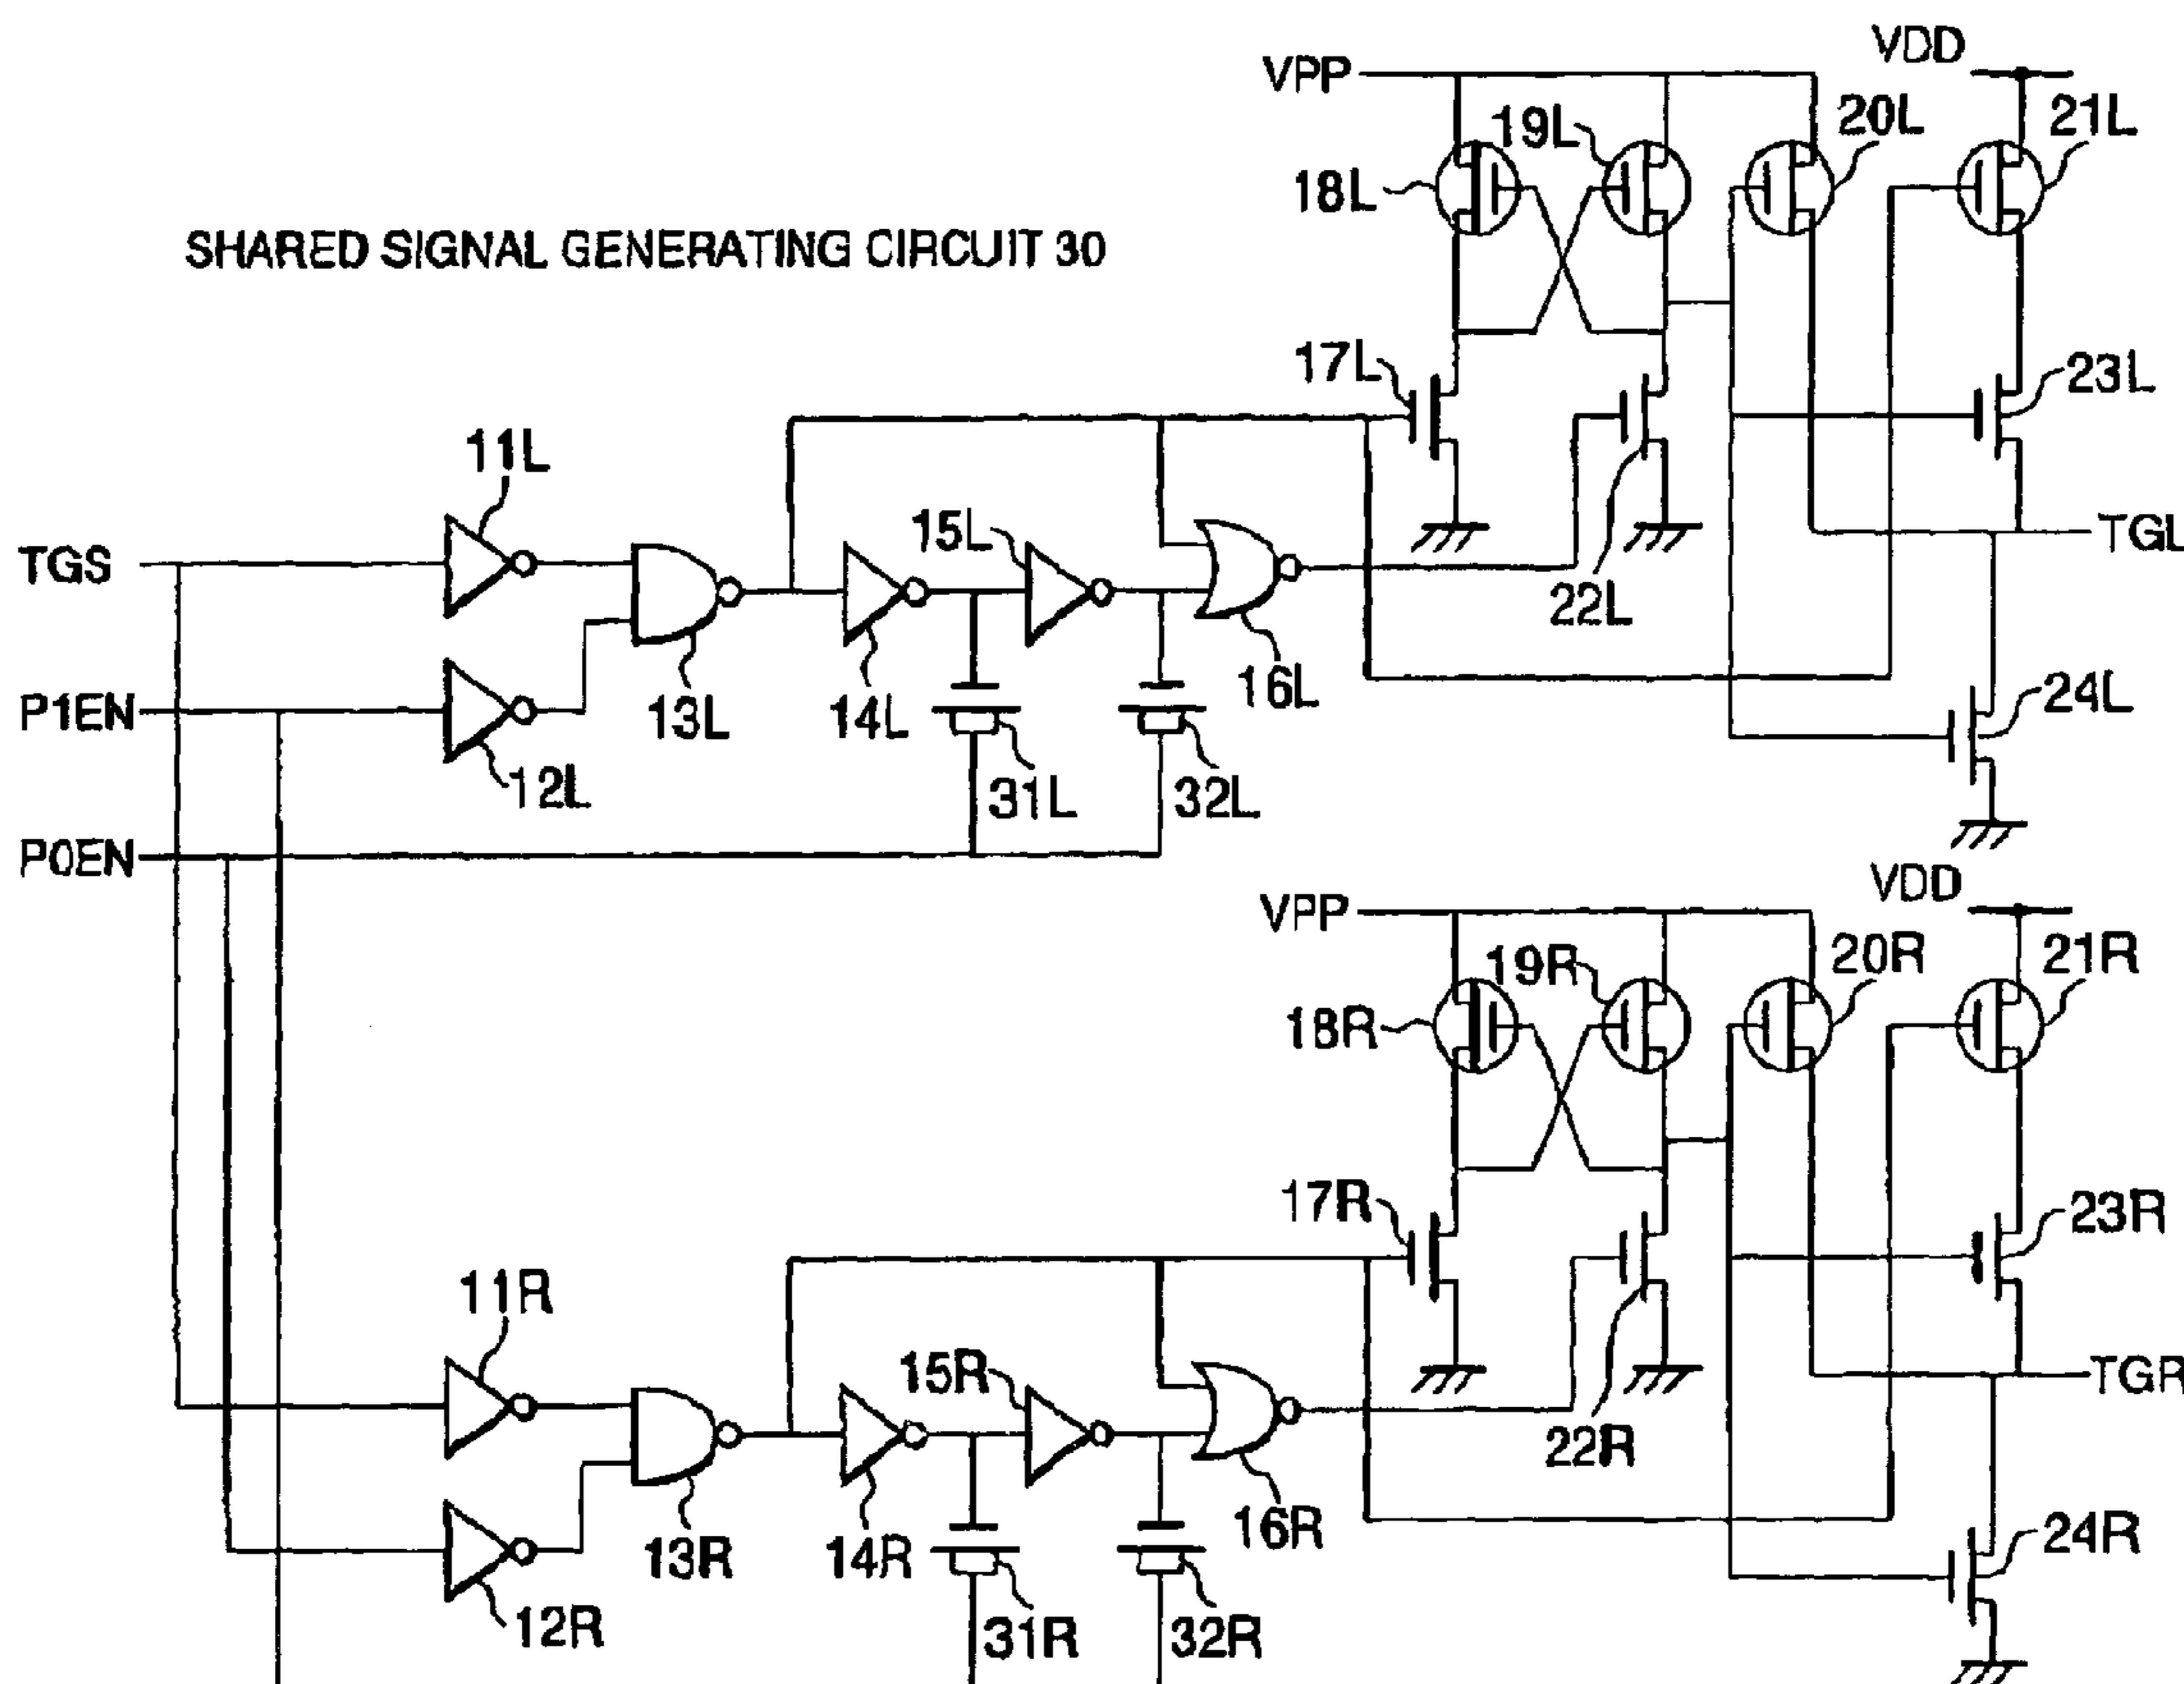 VDD
VPP
20L
21L
19L
18L
SHARED SIGNAL GENERATING CIRCUIT 30
17L
23L
11L
15L
TGL
TGS
22L
16L
P1EN
13L
14L
24L
12L
31L
32L
P0EN
VDD
VPP
20R
21R
19R
18R
17R
23R
11R
15R
TGR
22R
16R
13R
14R
24R
12R
31R
32R